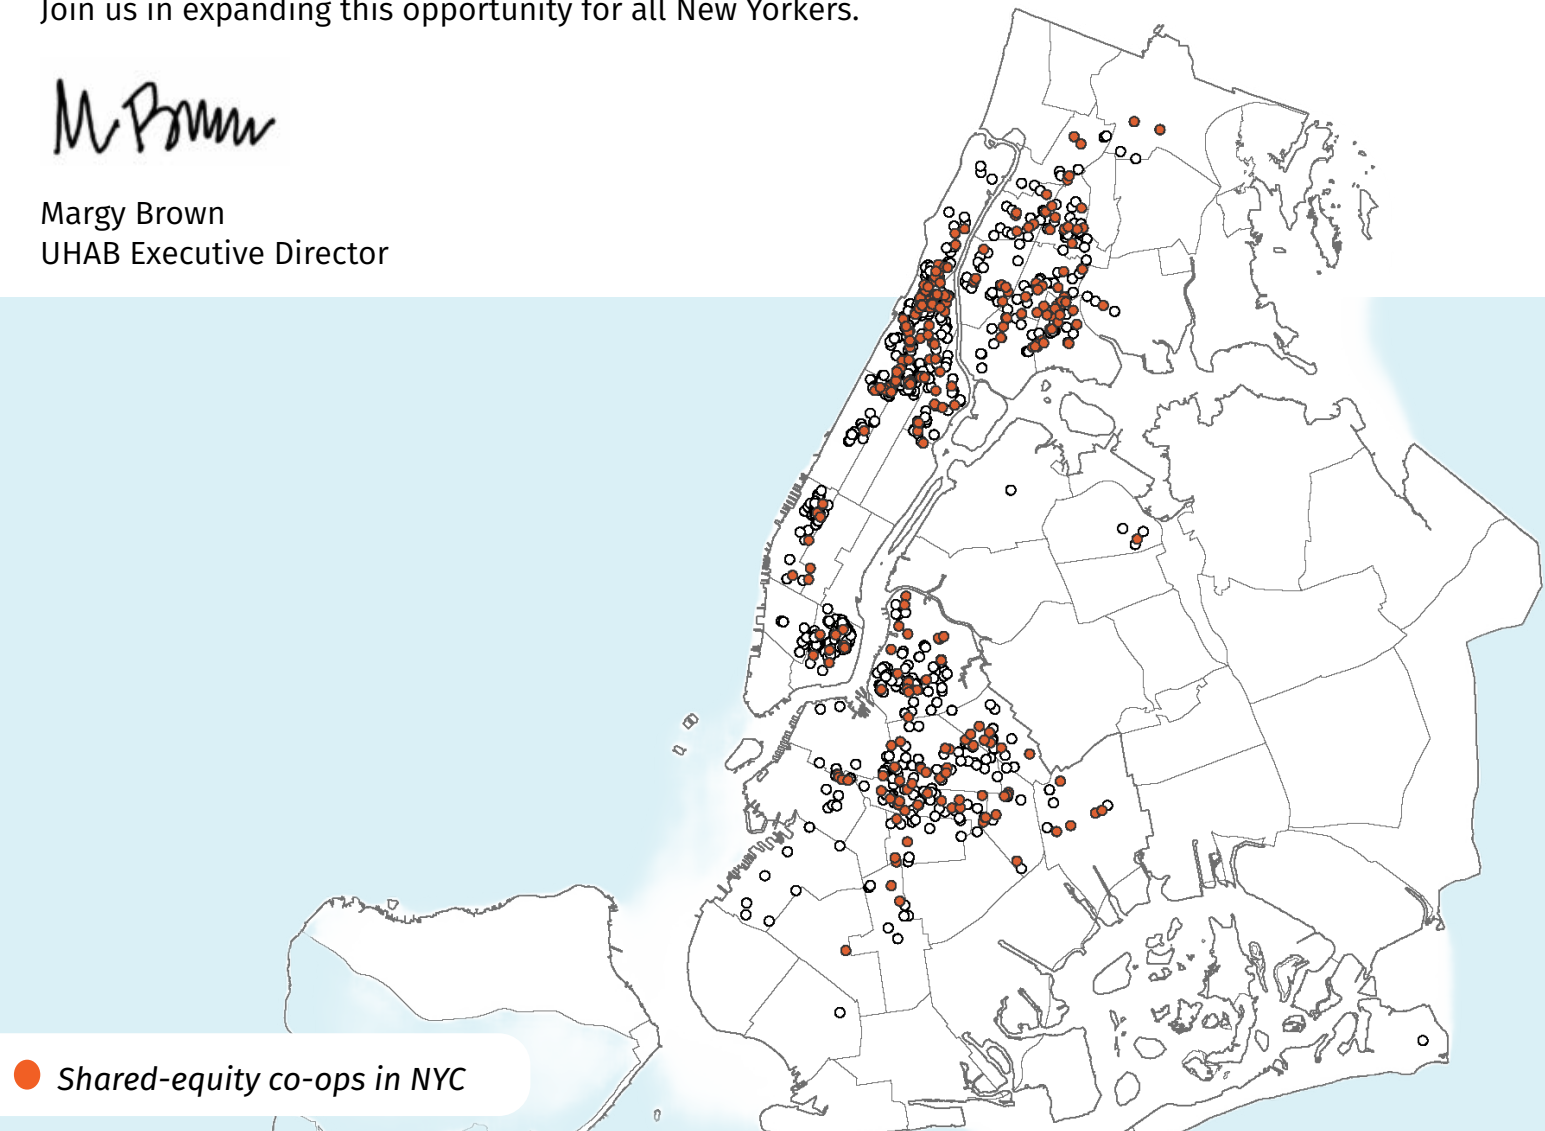 Join us in expanding this opportunity for all New Yorkers.
M Brown
Margy Brown
UHAB Executive Director
Shared-equity co-ops in NYC